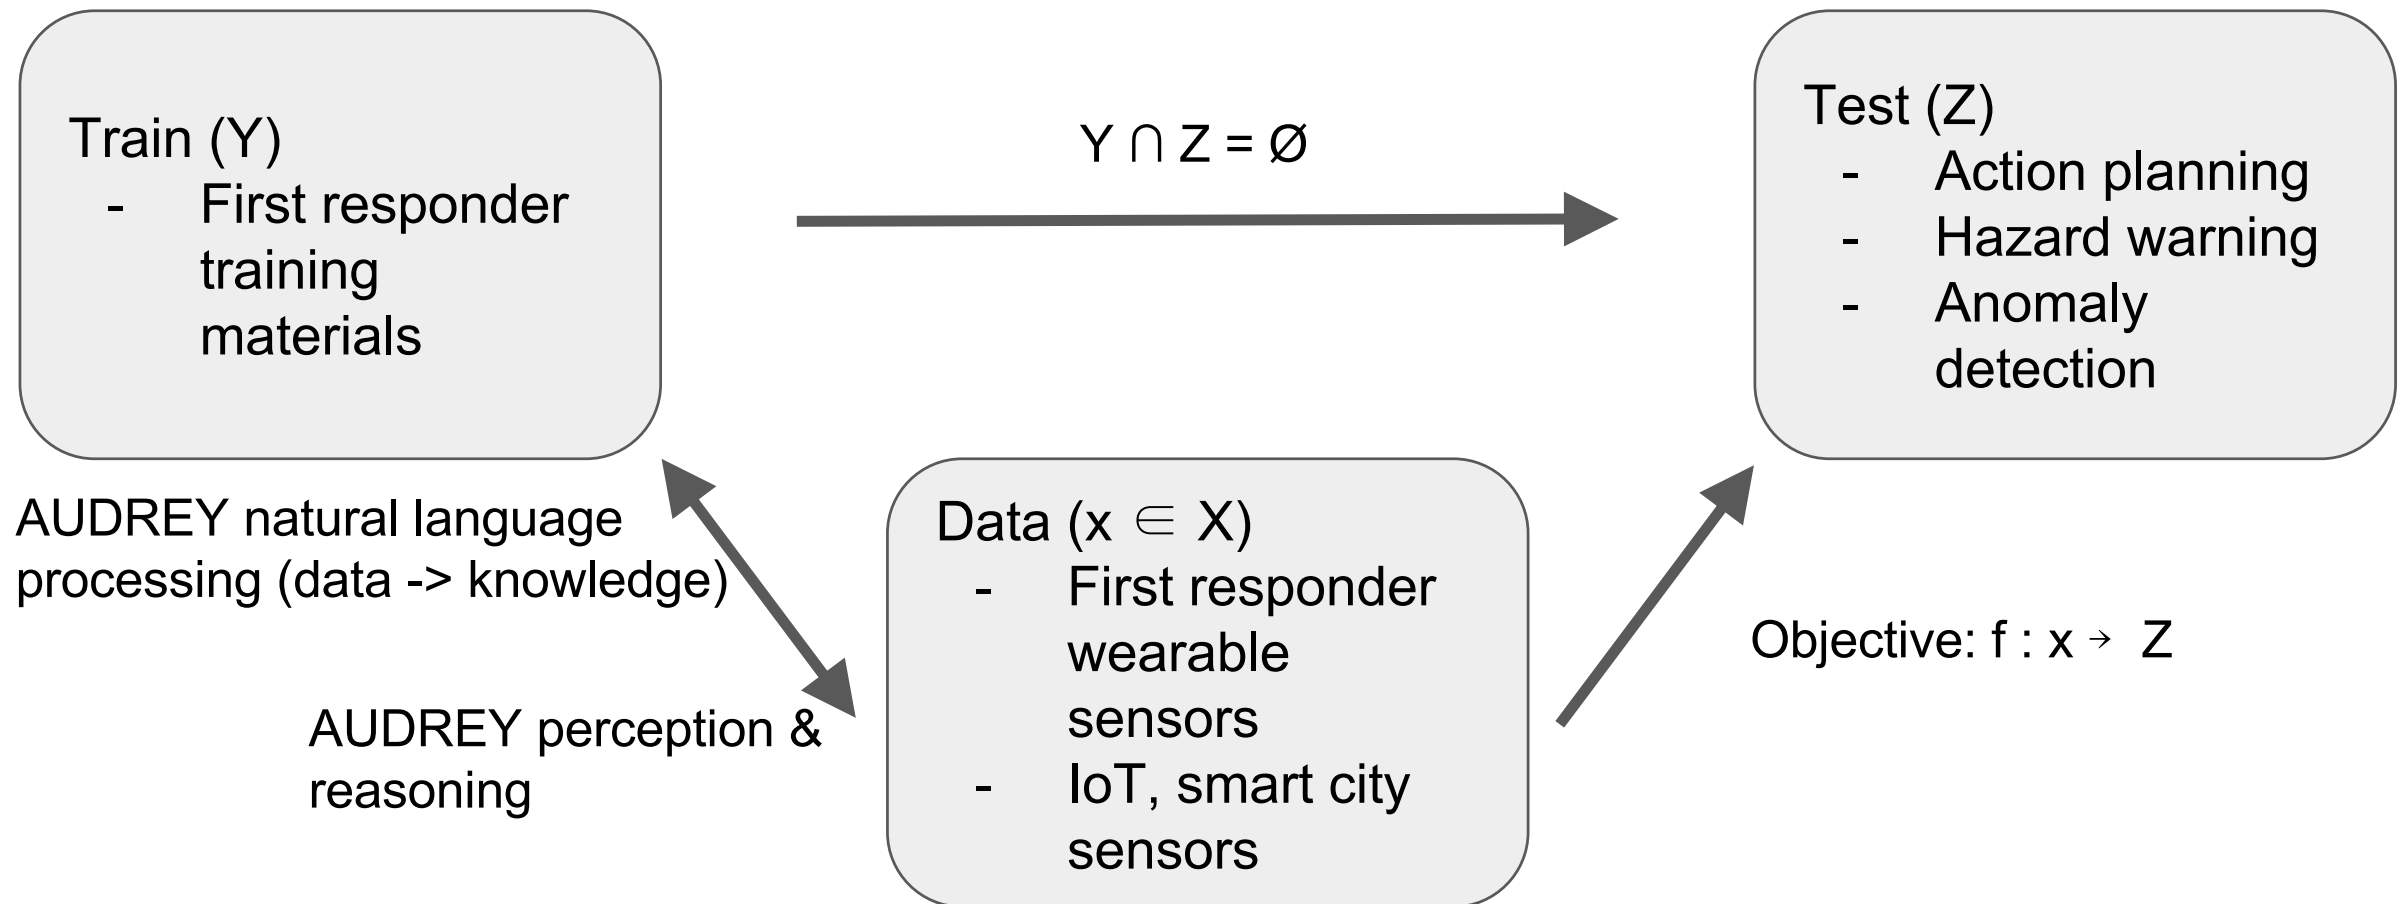 Train (Y)
- First responder
training
materials
Y ∩ Z = Ø
Test (Z)
- Action planning
- Hazard warning
- Anomaly
detection
AUDREY natural language
processing (data -> knowledge)
AUDREY perception &
reasoning
Data (x ∈ X)
- First responder
wearable
sensors
- IoT, smart city
sensors
Objective: f : x → Z